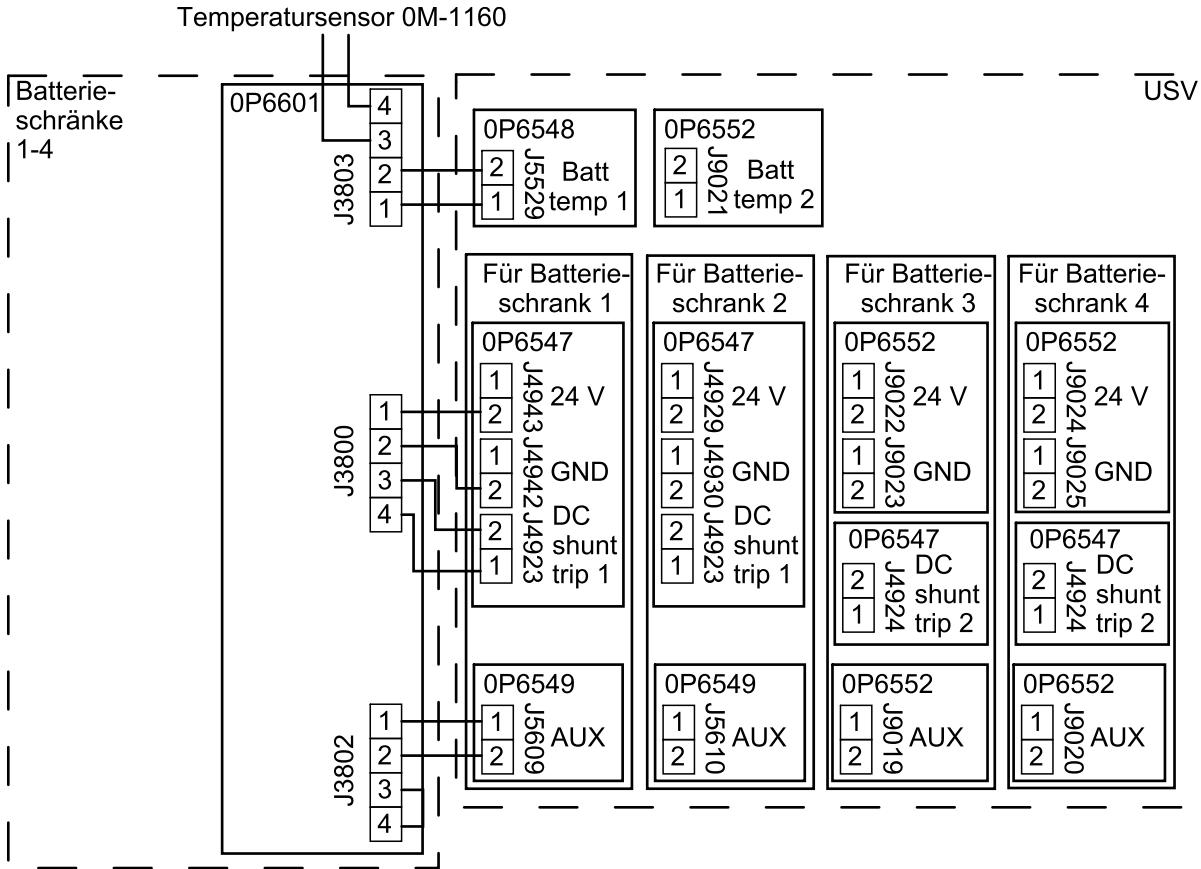 Temperatursensor 0M-1160
Batterie-
schränke
1-4
0P6601
J3803
4
3
2
1
J3800
1
2
3
4
J3802
1
2
3
4
USV
0P6548
2
1
J5529
Batt
temp 1
0P6552
2
1
J9021
Batt
temp 2
Für Batterie-
schrank 1
0P6547
1
2
J4943
24 V
1
2
J4942
GND
2
1
J4923
DC
shunt
trip 1
0P6549
1
2
J5609
AUX
Für Batterie-
schrank 2
0P6547
1
2
J4929
24 V
1
2
J4930
GND
2
1
J4923
DC
shunt
trip 1
0P6549
1
2
J5610
AUX
Für Batterie-
schrank 3
0P6552
1
2
J9022
24 V
1
2
J9023
GND
0P6547
2
1
J4924
DC
shunt
trip 2
0P6552
1
2
J9019
AUX
Für Batterie-
schrank 4
0P6552
1
2
J9024
24 V
1
2
J9025
GND
0P6547
2
1
J4924
DC
shunt
trip 2
0P6552
1
2
J9020
AUX